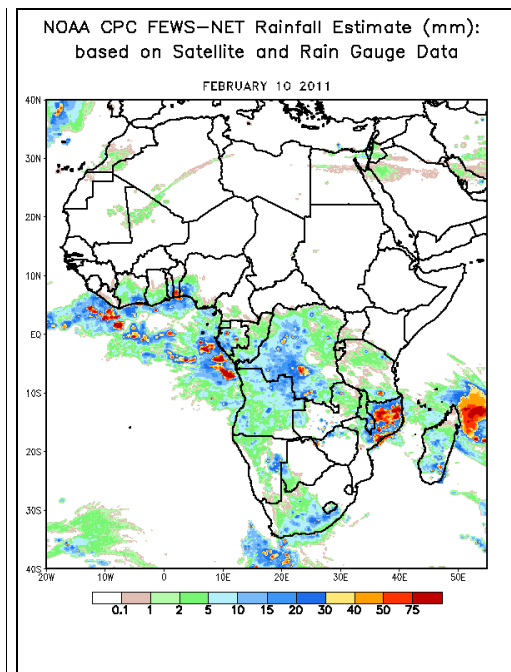 NOAA CPC FEWS-NET Rainfall Estimate (mm):
based on Satellite and Rain Gauge Data
FEBRUARY 10 2011
40N
30N
20N
10N
EQ
10S
20S
30S
40S
20W 10W 0 10E 20E 30E 40E 50E
0.1 1 2 5 10 15 20 30 40 50 75